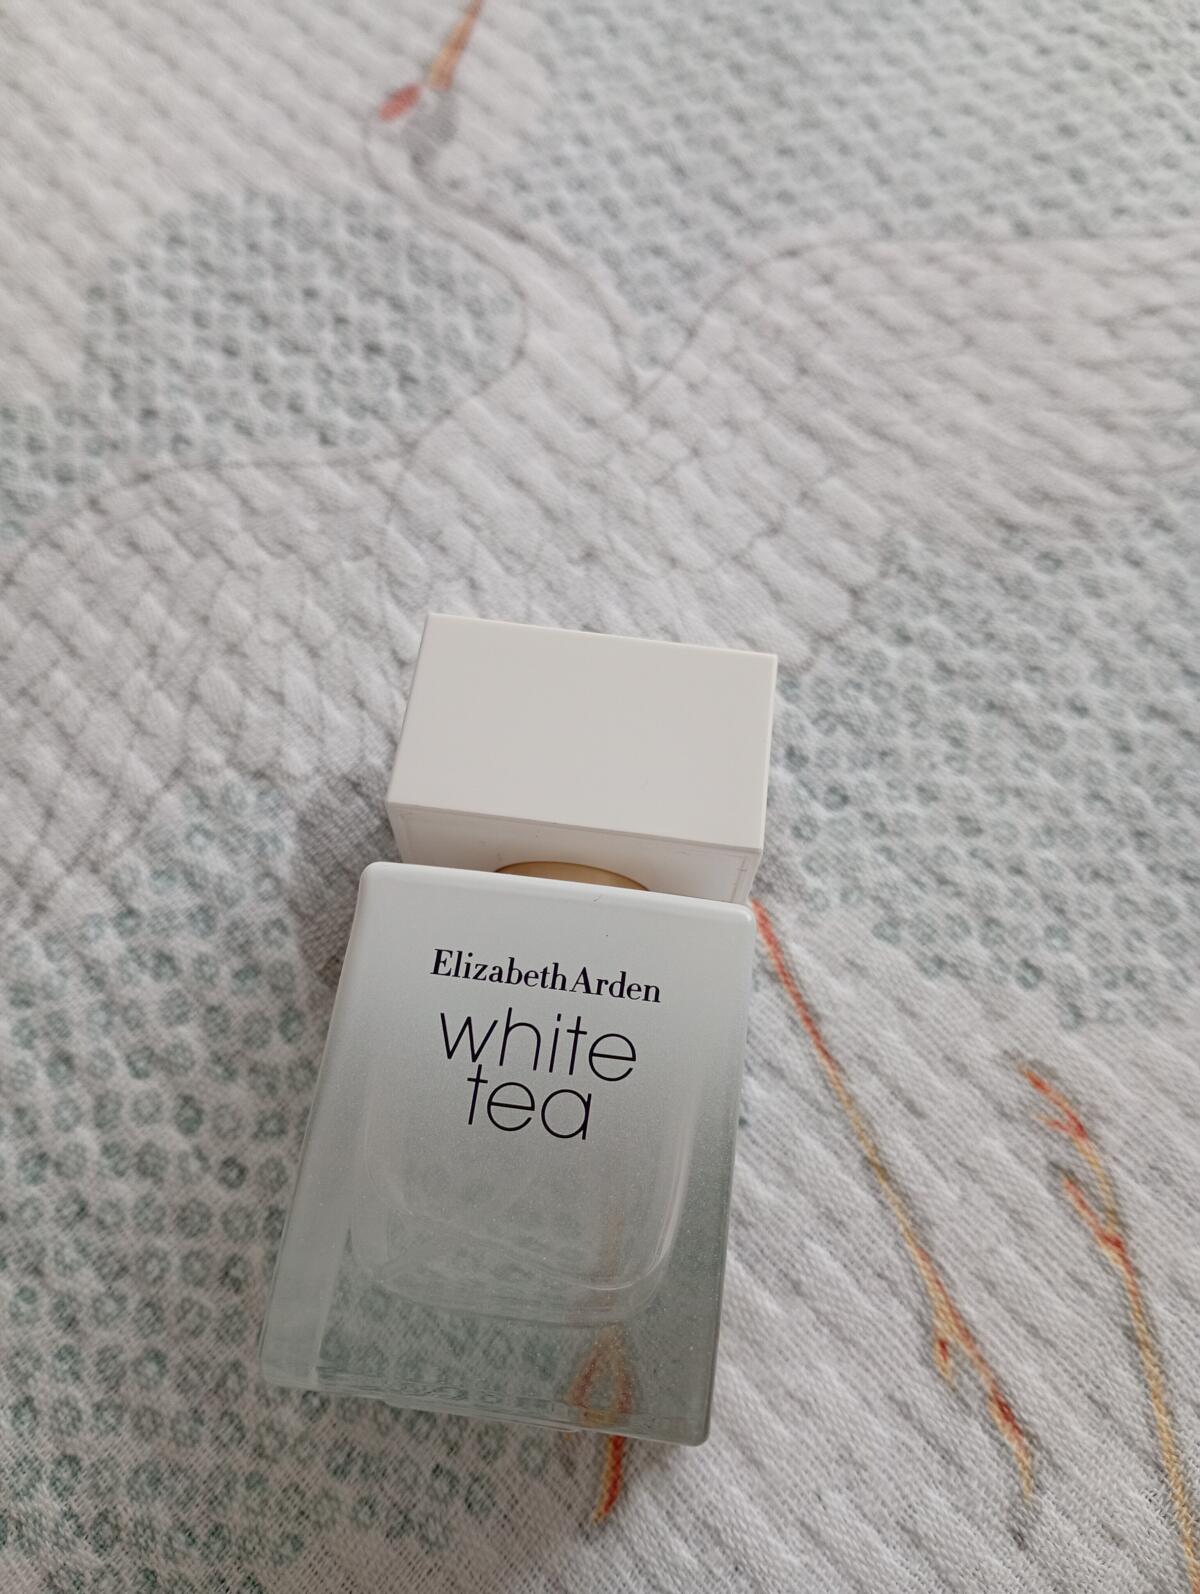 Elizabeth Arden
white
tea